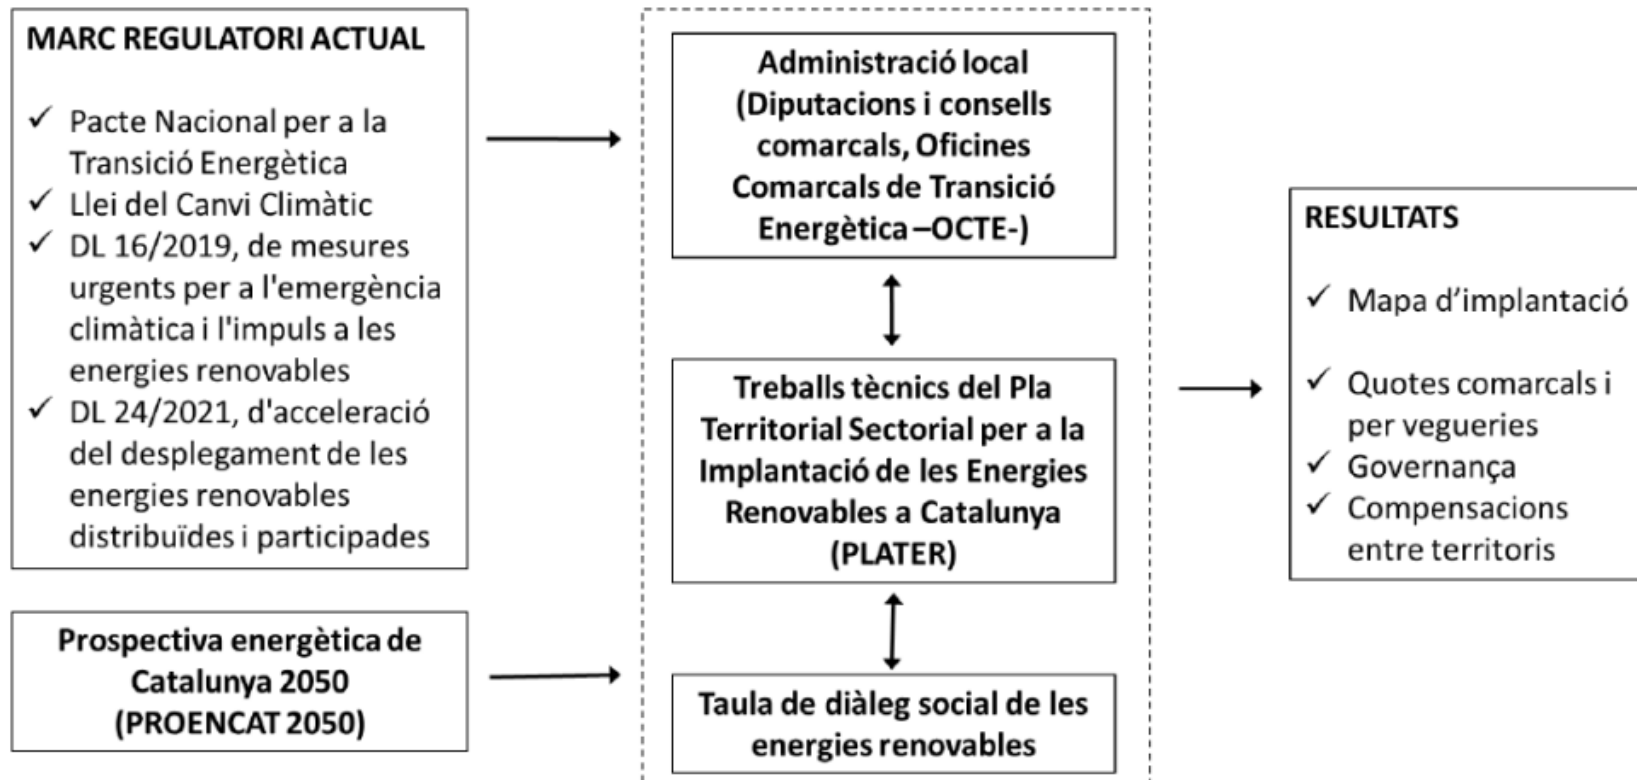 MARC REGULATORI ACTUAL
✓ Pacte Nacional per a la
Transició Energètica
✓ Llei del Canvi Climàtic
✓ DL 16/2019, de mesures
urgents per a l'emergència
climàtica i l'impuls a les
energies renovables
✓ DL 24/2021, d'acceleració
del desplegament de les
energies renovables
distribuïdes i participades
Prospectiva energètica de
Catalunya 2050
(PROENCAT 2050)
Administració local
(Diputacions i consells
comarcals, Oficines
Comarcals de Transició
Energètica –OCTE-)
Treballs tècnics del Pla
Territorial Sectorial per a la
Implantació de les Energies
Renovables a Catalunya
(PLATER)
Taula de diàleg social de les
energies renovables
RESULTATS
✓ Mapa d’implantació
✓ Quotes comarcals i
per vegueries
✓ Governança
✓ Compensacions
entre territoris